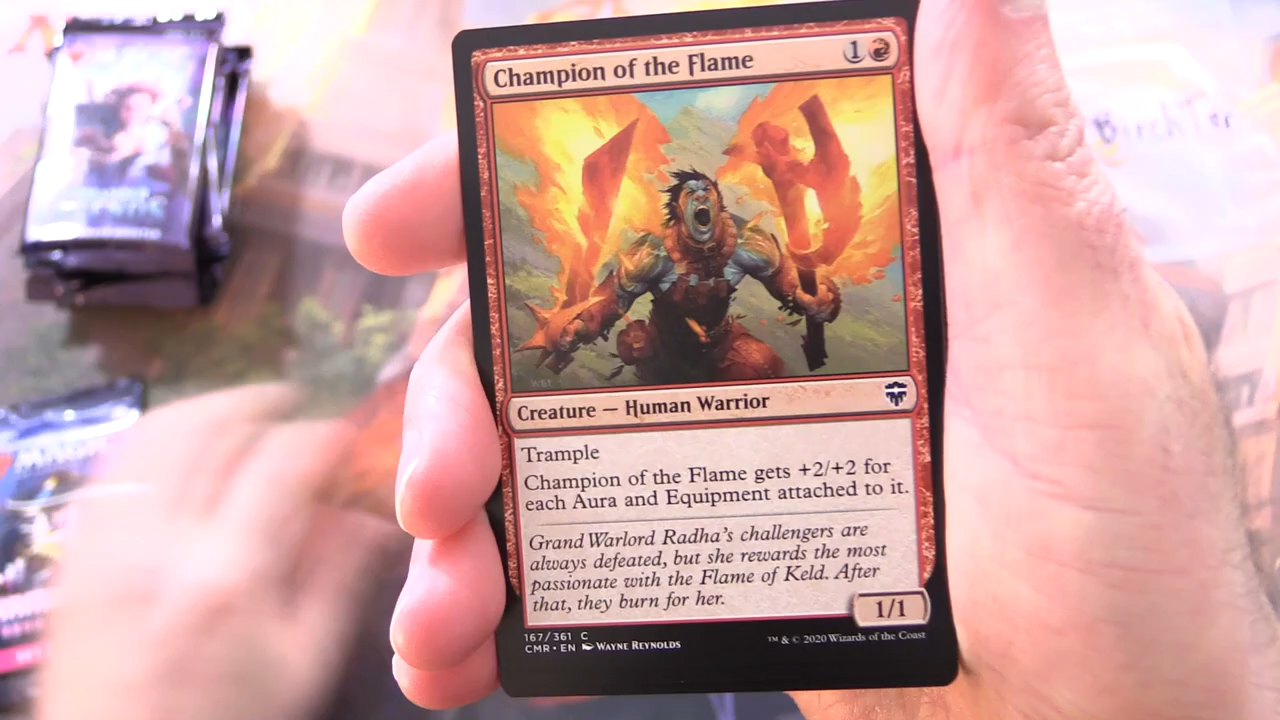 Champion of the Flame
1
Creature — Human Warrior
Trample
Champion of the Flame gets +2/+2 for
each Aura and Equipment attached to it.
Grand Warlord Radha's challengers are
always defeated, but she rewards the most
passionate with the Flame of Keld. After
that, they burn for her.
1/1
167/361 C
CMR • EN WAYNE REYNOLDS
™ & © 2020 Wizards of the Coast